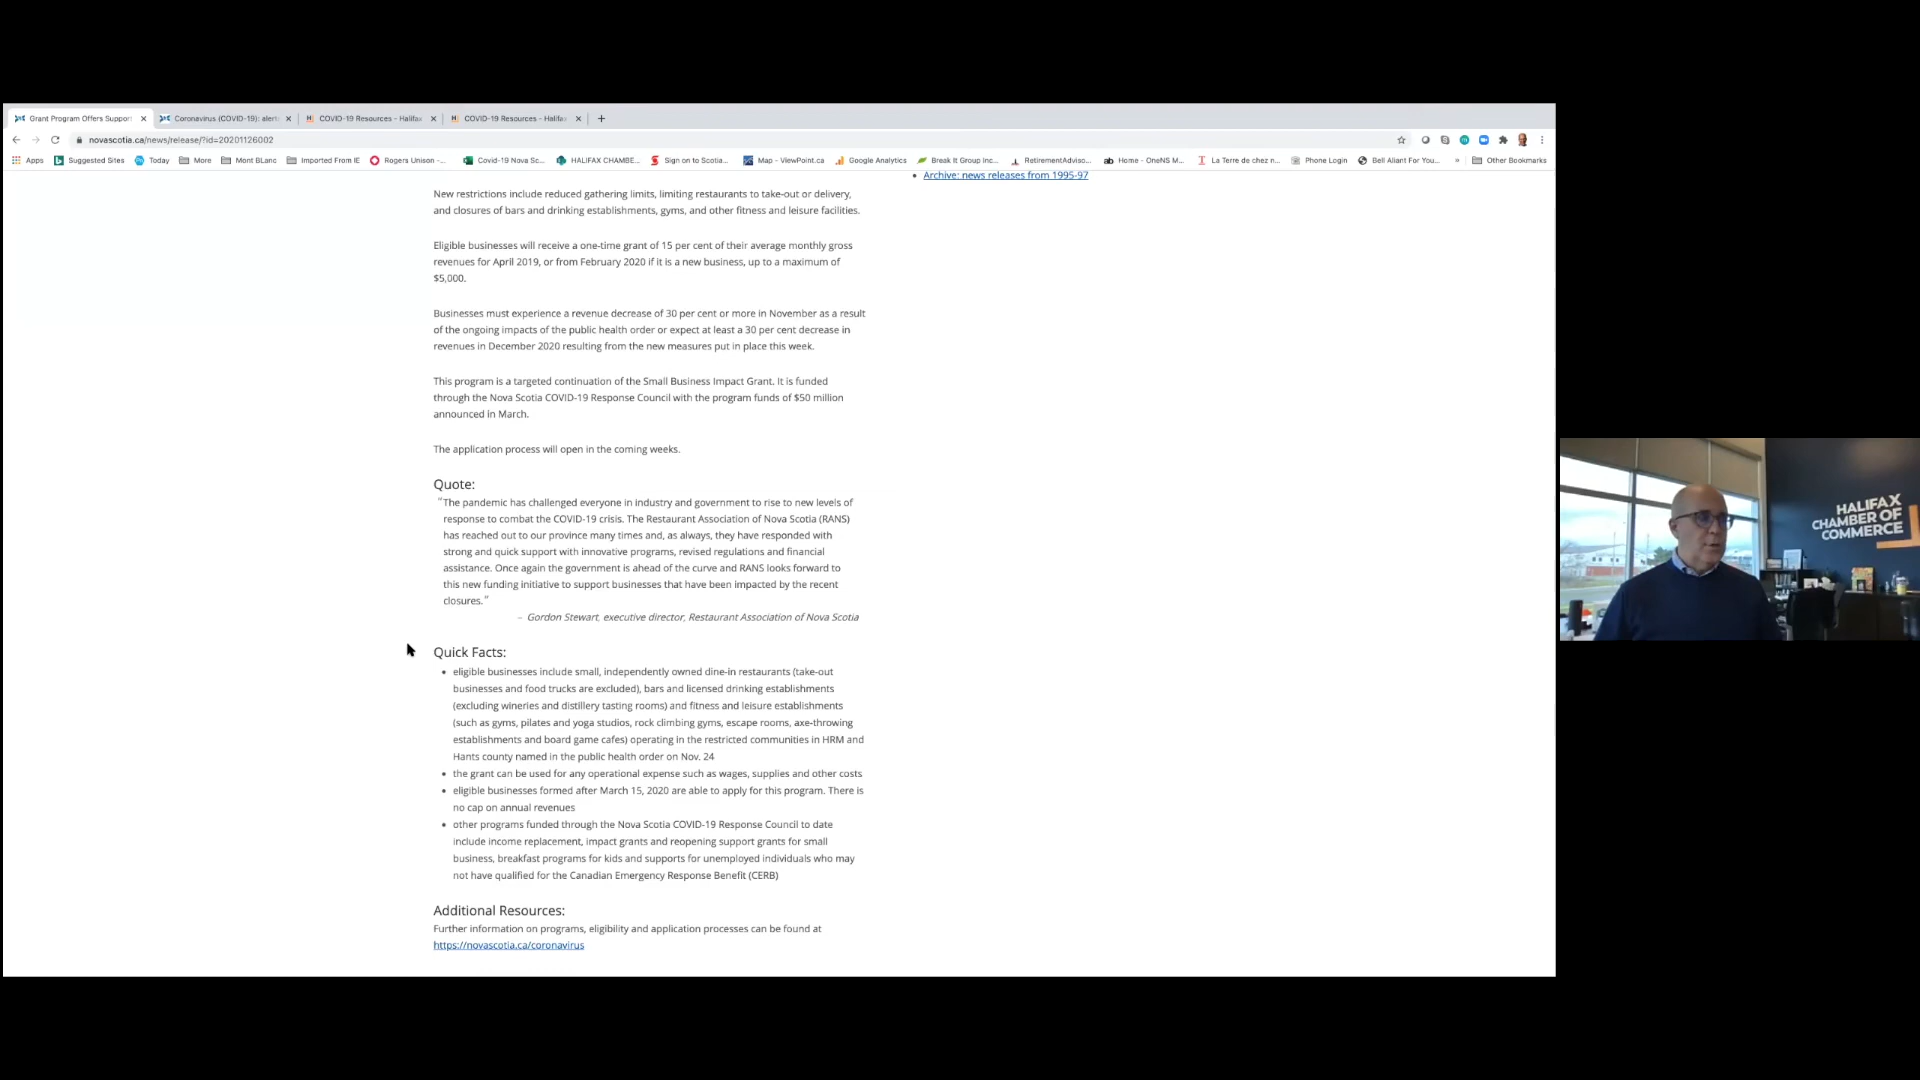 Grant Program Offers Support
Coronavirus (COVID-19): alert
COVID-19 Resources - Halifax
COVID-19 Resources - Halifax
novascotia.ca/news/release/?id=20201126002
Apps Suggested Sites Today More Mont BLanc Imported From IE Rogers Unison -... Covid-19 Nova Sc... HALIFAX CHAMBE... Sign on to Scotia... Map - ViewPoint.ca Google Analytics Break It Group Inc... RetirementAdviso... Home - OneNS M... La Terre de chez n... Phone Login Bell Aliant For You... » Other Bookmarks
• Archive: news releases from 1995-97
New restrictions include reduced gathering limits, limiting restaurants to take-out or delivery,
and closures of bars and drinking establishments, gyms, and other fitness and leisure facilities.
Eligible businesses will receive a one-time grant of 15 per cent of their average monthly gross
revenues for April 2019, or from February 2020 if it is a new business, up to a maximum of
$5,000.
Businesses must experience a revenue decrease of 30 per cent or more in November as a result
of the ongoing impacts of the public health order or expect at least a 30 per cent decrease in
revenues in December 2020 resulting from the new measures put in place this week.
This program is a targeted continuation of the Small Business Impact Grant. It is funded
through the Nova Scotia COVID-19 Response Council with the program funds of $50 million
announced in March.
The application process will open in the coming weeks.
Quote:
“The pandemic has challenged everyone in industry and government to rise to new levels of
response to combat the COVID-19 crisis. The Restaurant Association of Nova Scotia (RANS)
has reached out to our province many times and, as always, they have responded with
strong and quick support with innovative programs, revised regulations and financial
assistance. Once again the government is ahead of the curve and RANS looks forward to
this new funding initiative to support businesses that have been impacted by the recent
closures.”
– Gordon Stewart, executive director, Restaurant Association of Nova Scotia
Quick Facts:
• eligible businesses include small, independently owned dine-in restaurants (take-out
businesses and food trucks are excluded), bars and licensed drinking establishments
(excluding wineries and distillery tasting rooms) and fitness and leisure establishments
(such as gyms, pilates and yoga studios, rock climbing gyms, escape rooms, axe-throwing
establishments and board game cafes) operating in the restricted communities in HRM and
Hants county named in the public health order on Nov. 24
• the grant can be used for any operational expense such as wages, supplies and other costs
• eligible businesses formed after March 15, 2020 are able to apply for this program. There is
no cap on annual revenues
• other programs funded through the Nova Scotia COVID-19 Response Council to date
include income replacement, impact grants and reopening support grants for small
business, breakfast programs for kids and supports for unemployed individuals who may
not have qualified for the Canadian Emergency Response Benefit (CERB)
Additional Resources:
Further information on programs, eligibility and application processes can be found at
https://novascotia.ca/coronavirus
HALIFAX
CHAMBER OF
COMMERCE